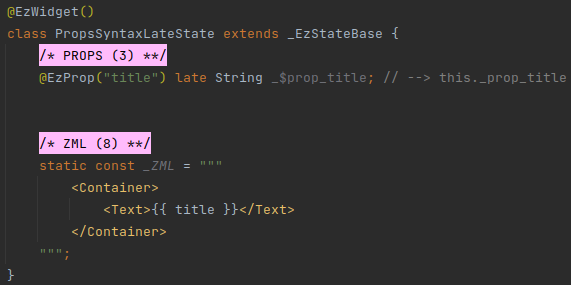 @EzWidget()
class PropsSyntaxLateState extends _EzStateBase {
/* PROPS (3) **/
@EzProp("title") late String _$prop_title; // --> this._prop_title
/* ZML (8) **/
static const _ZML = """
<Container>
<Text>{{ title }}</Text>
</Container>
""";
}